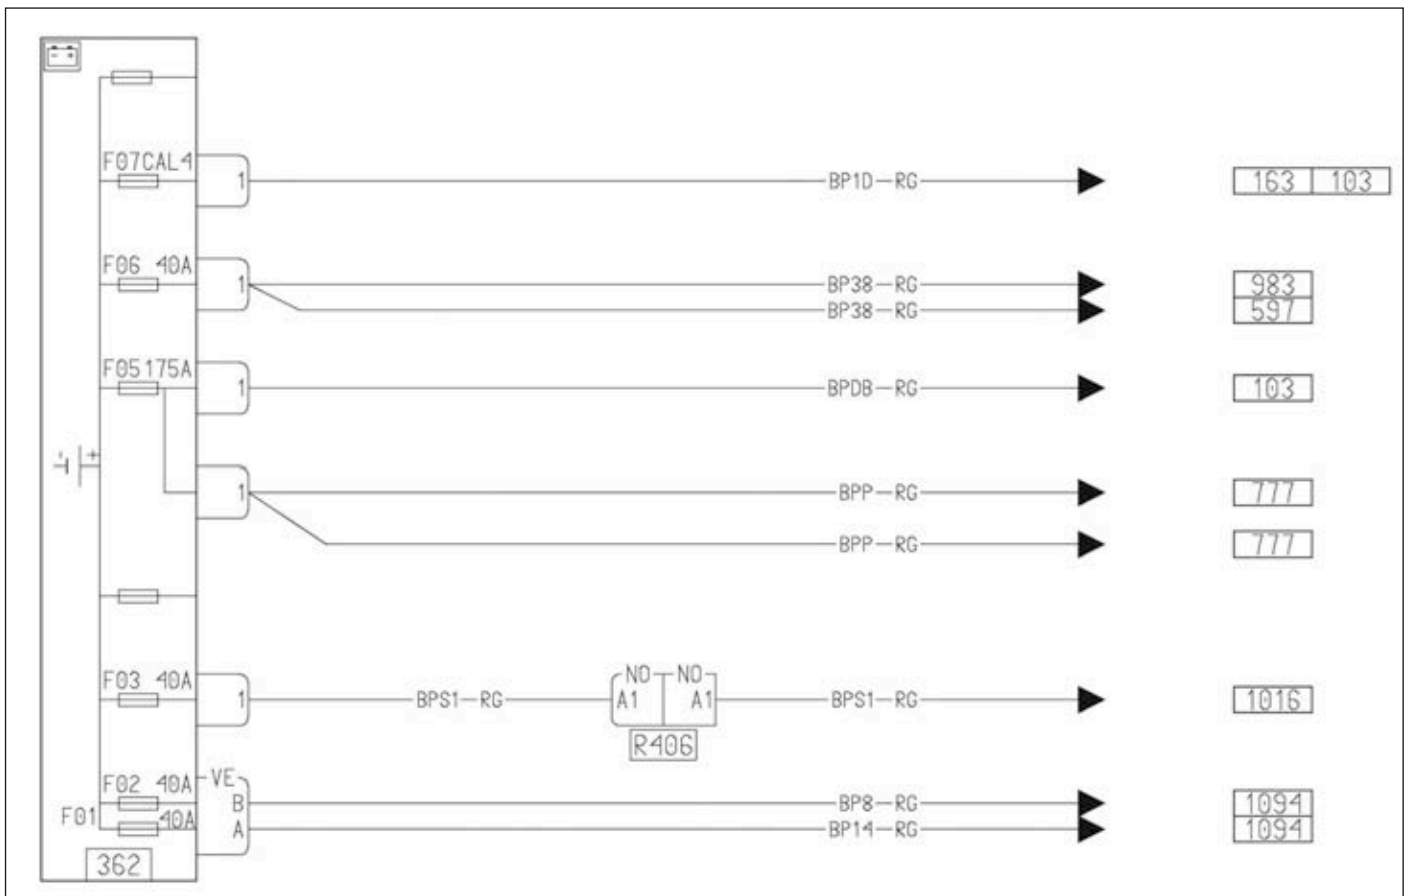 F07CAL4
1 BP1D-RG 163 103
F06 40A
1 BP38-RG 983
BP38-RG 597
F05 175A
1 BPDB-RG 103
- +
1 BPP-RG 777
BPP-RG 777
F03 40A NO NO
1 BPS1-RG A1 A1 BPS1-RG 1016
R406
F02 40A VE
B BP8-RG 1094
F01 40A A BP14-RG 1094
362